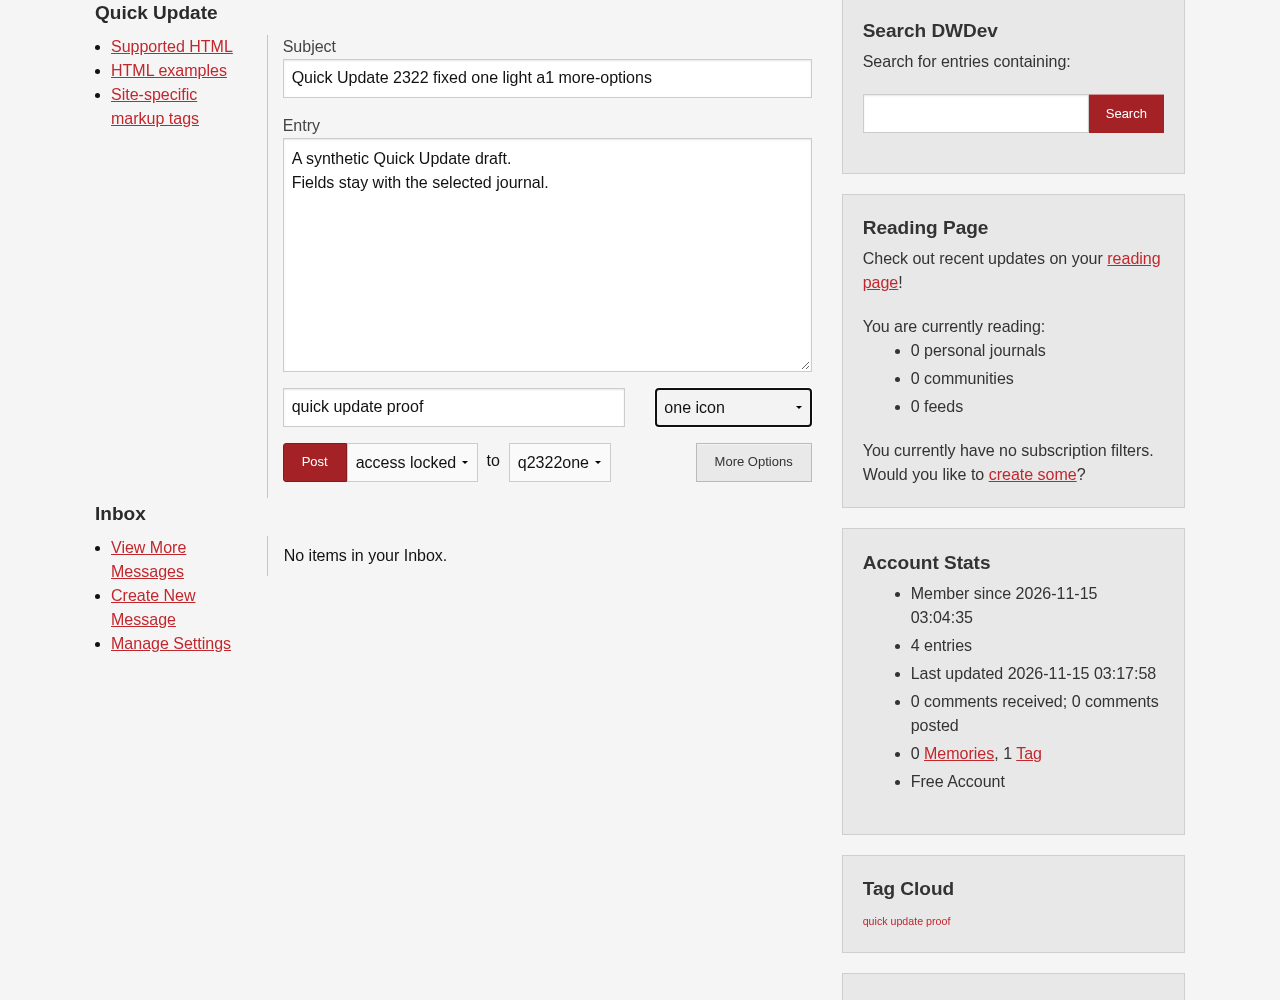 Quick Update
Supported HTML
HTML examples
Site-specific
markup tags
Subject
Quick Update 2322 fixed one light a1 more-options
Entry
A synthetic Quick Update draft.
Fields stay with the selected journal.
quick update proof
one icon
Post
access locked
to
q2322one
More Options
Inbox
View More
Messages
Create New
Message
Manage Settings
No items in your Inbox.
Search DWDev
Search for entries containing:
Search
Reading Page
Check out recent updates on your reading
page!
You are currently reading:
0 personal journals
0 communities
0 feeds
You currently have no subscription filters.
Would you like to create some?
Account Stats
Member since 2026-11-15
03:04:35
4 entries
Last updated 2026-11-15 03:17:58
0 comments received; 0 comments
posted
0 Memories, 1 Tag
Free Account
Tag Cloud
quick update proof